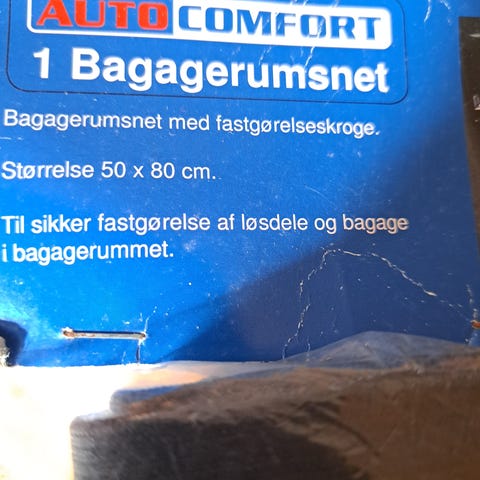 AUTO COMFORT
1 Bagagerumsnet
Bagagerumsnet med fastgørelseskroge.
Størrelse 50 x 80 cm.
Til sikker fastgørelse af løsdele og bagage
i bagagerummet.